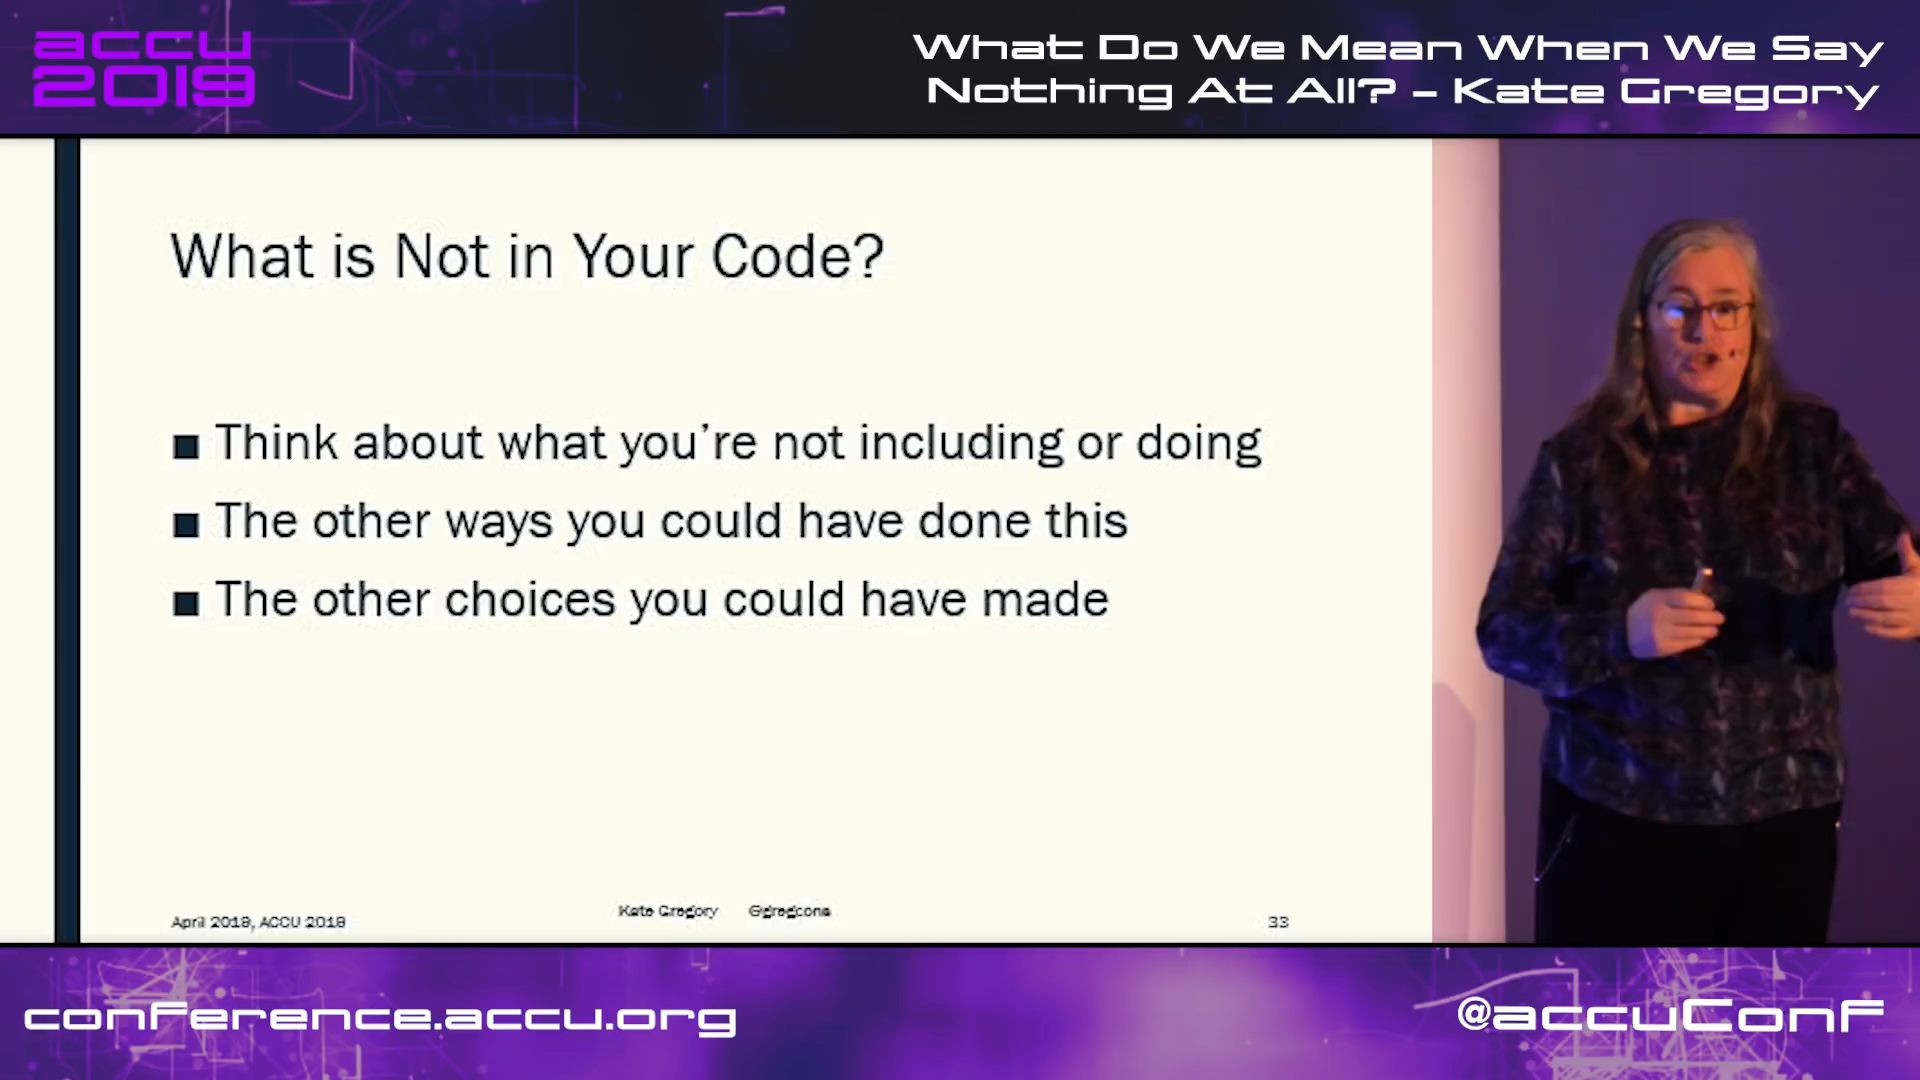 accu
2019
What Do We Mean When We Say
Nothing At All? – Kate Gregory
What is Not in Your Code?
■ Think about what you're not including or doing
■ The other ways you could have done this
■ The other choices you could have made
April 2019, ACCU 2019
Kate Gregory @gregcons
33
conference.accu.org
@accuConf